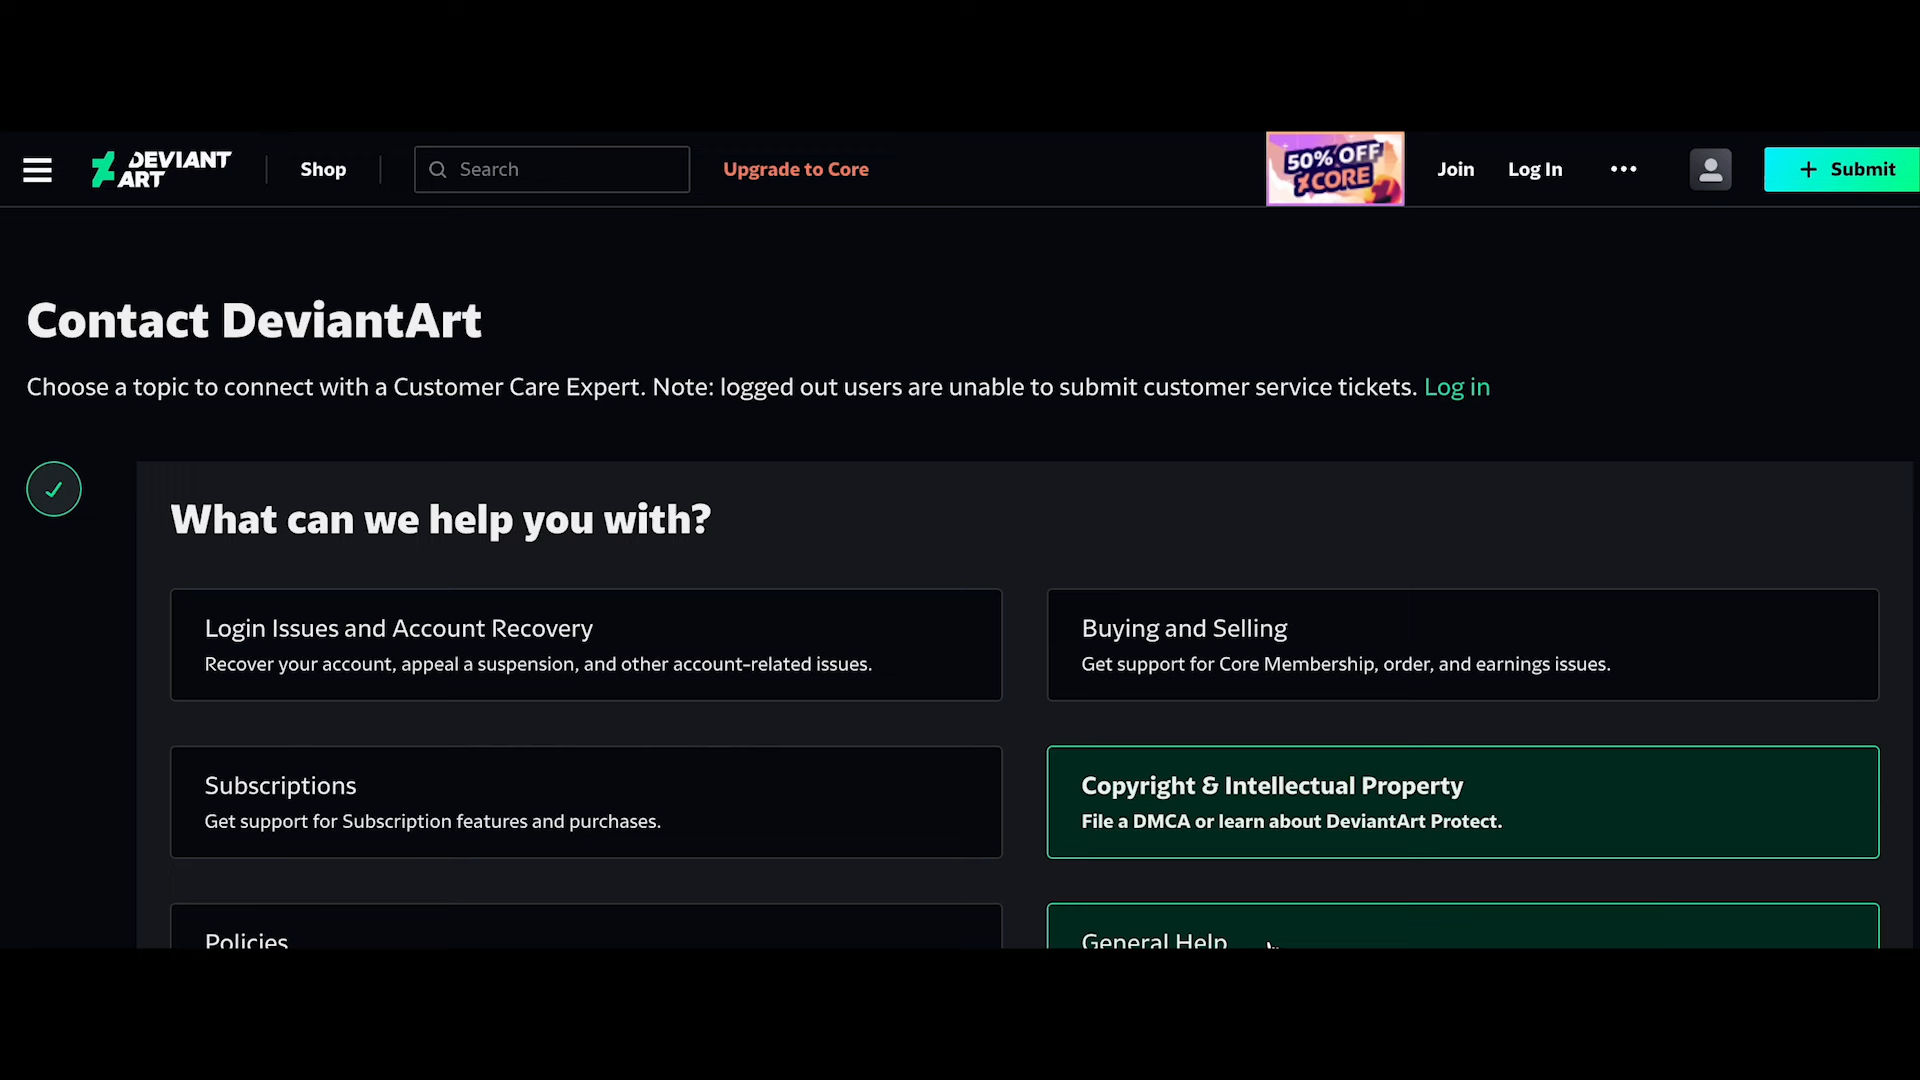 DEVIANT
ART
Shop
Search
Upgrade to Core
50% OFF
CORE
Join
Log In
Submit
Contact DeviantArt
Choose a topic to connect with a Customer Care Expert. Note: logged out users are unable to submit customer service tickets. Log in
What can we help you with?
Login Issues and Account Recovery
Recover your account, appeal a suspension, and other account-related issues.
Buying and Selling
Get support for Core Membership, order, and earnings issues.
Subscriptions
Get support for Subscription features and purchases.
Copyright & Intellectual Property
File a DMCA or learn about DeviantArt Protect.
Policies
General Help